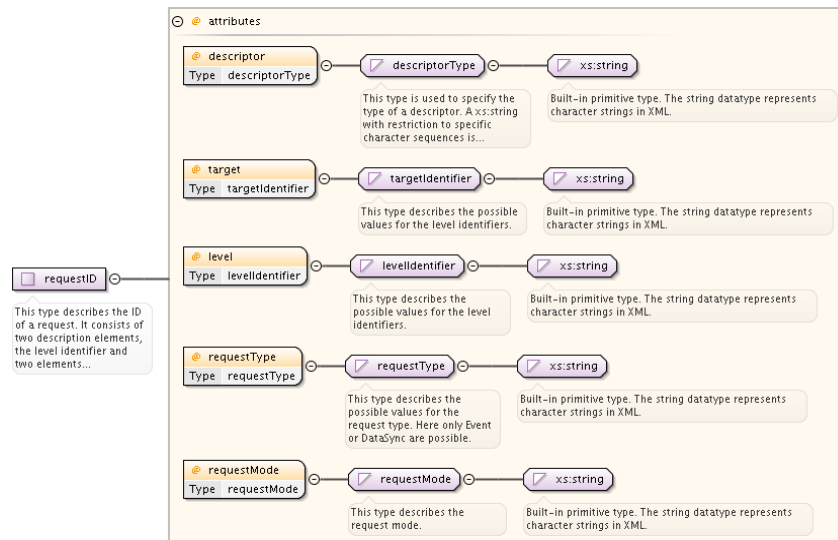 @ attributes
@ descriptor
Type descriptorType
descriptorType
xs:string
This type is used to specify the
type of a descriptor. A xs:string
with restriction to specific
character sequences is...
Built-in primitive type. The string datatype represents
character strings in XML.
@ target
Type targetIdentifier
targetIdentifier
xs:string
This type describes the possible
values for the level identifiers.
Built-in primitive type. The string datatype represents
character strings in XML.
@ level
Type levelIdentifier
levelIdentifier
xs:string
This type describes the
possible values for the level
identifiers.
Built-in primitive type. The string datatype represents
character strings in XML.
requestID
This type describes the ID
of a request. It consists of
two description elements,
the level identifier and
two elements...
@ requestType
Type requestType
requestType
xs:string
This type describes the
possible values for the
request type. Here only Event
or DataSync are possible.
Built-in primitive type. The string datatype represents
character strings in XML.
@ requestMode
Type requestMode
requestMode
xs:string
This type describes the
request mode.
Built-in primitive type. The string datatype represents
character strings in XML.